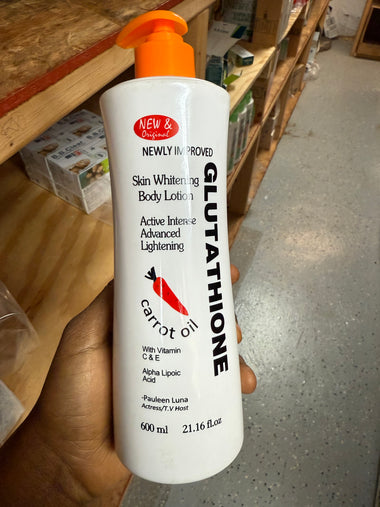 NEW &
Original
NEWLY IMPROVED
Skin Whitening
Body Lotion
Active Intense
Advanced
Lightening
GLUTATHIONE
carrot oil
With Vitamin
C & E
Alpha Lipoic
Acid
-Pauleen Luna
Actress/T.V Host
600 ml 21.16 fl.oz